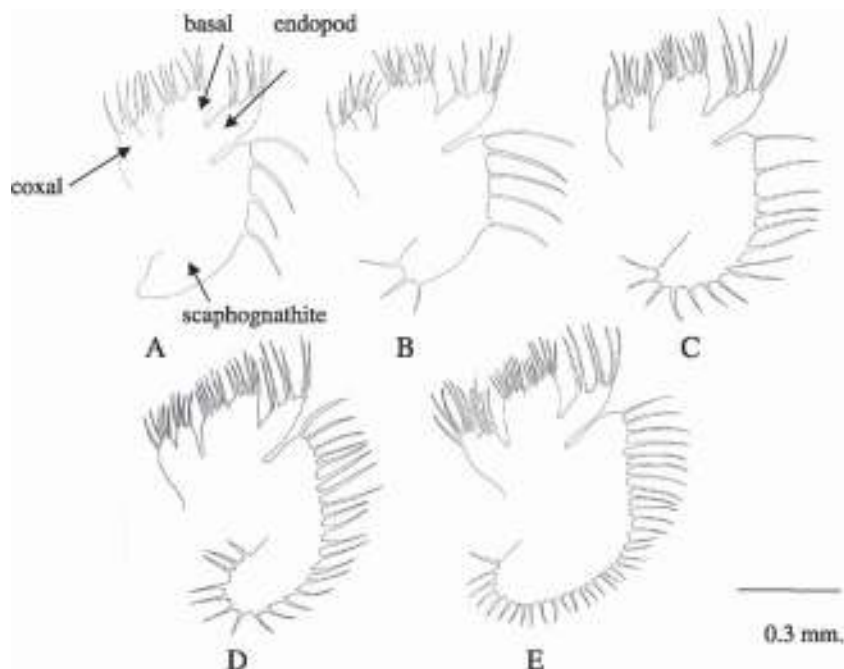 basal endopod
coxal
scaphognathite
A B C
0.3 mm.
D E